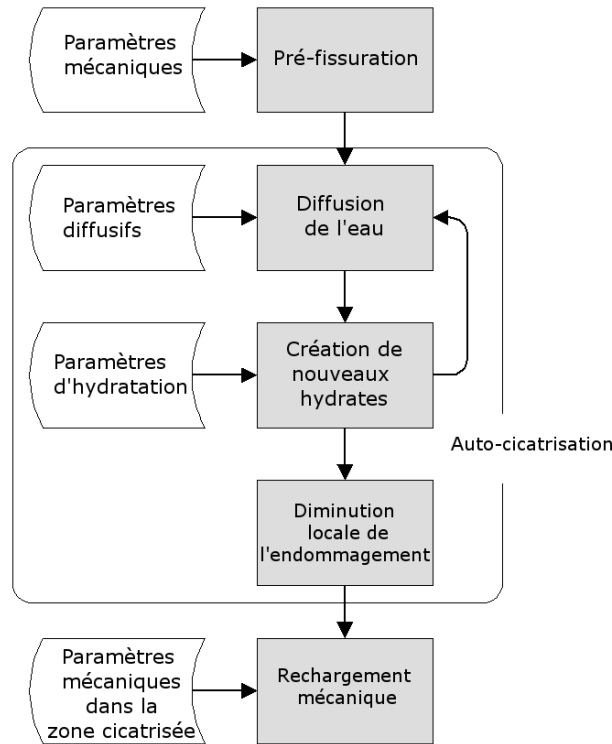 Paramètres
mécaniques
Pré-fissuration
Paramètres
diffusifs
Diffusion
de l'eau
Paramètres
d'hydratation
Création de
nouveaux
hydrates
Auto-cicatrisation
Diminution
locale de
l'endommagement
Paramètres
mécaniques
dans la
zone cicatrisée
Rechargement
mécanique